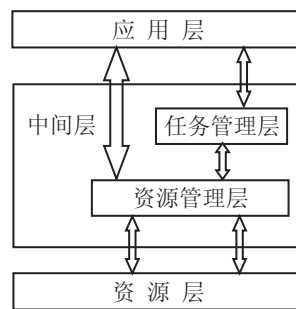 应 用 层
中间层
任务管理层
资源管理层
资 源 层